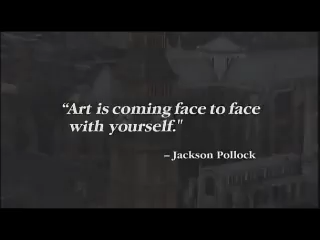 “Art is coming face to face
with yourself."
– Jackson Pollock